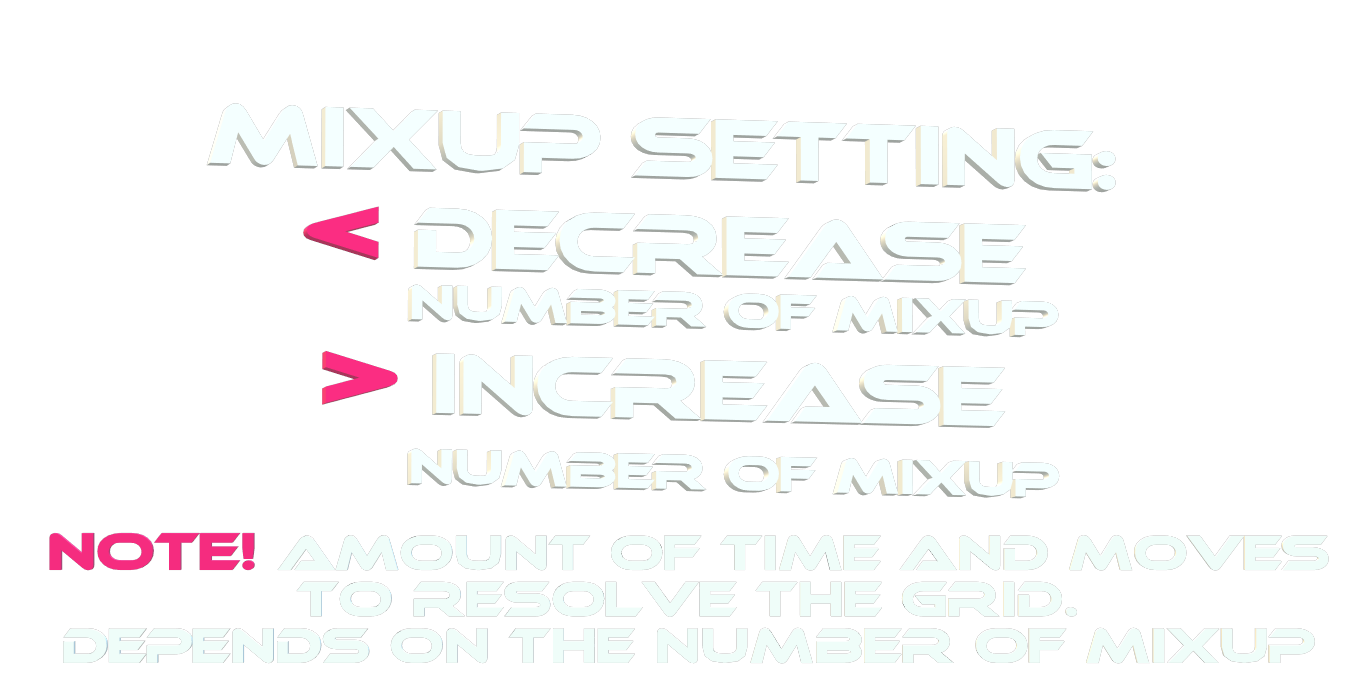 MIXUP SETTING:
< DECREASE
NUMBER OF MIXUP
> INCREASE
NUMBER OF MIXUP
NOTE! AMOUNT OF TIME AND MOVES
TO RESOLVE THE GRID.
DEPENDS ON THE NUMBER OF MIXUP